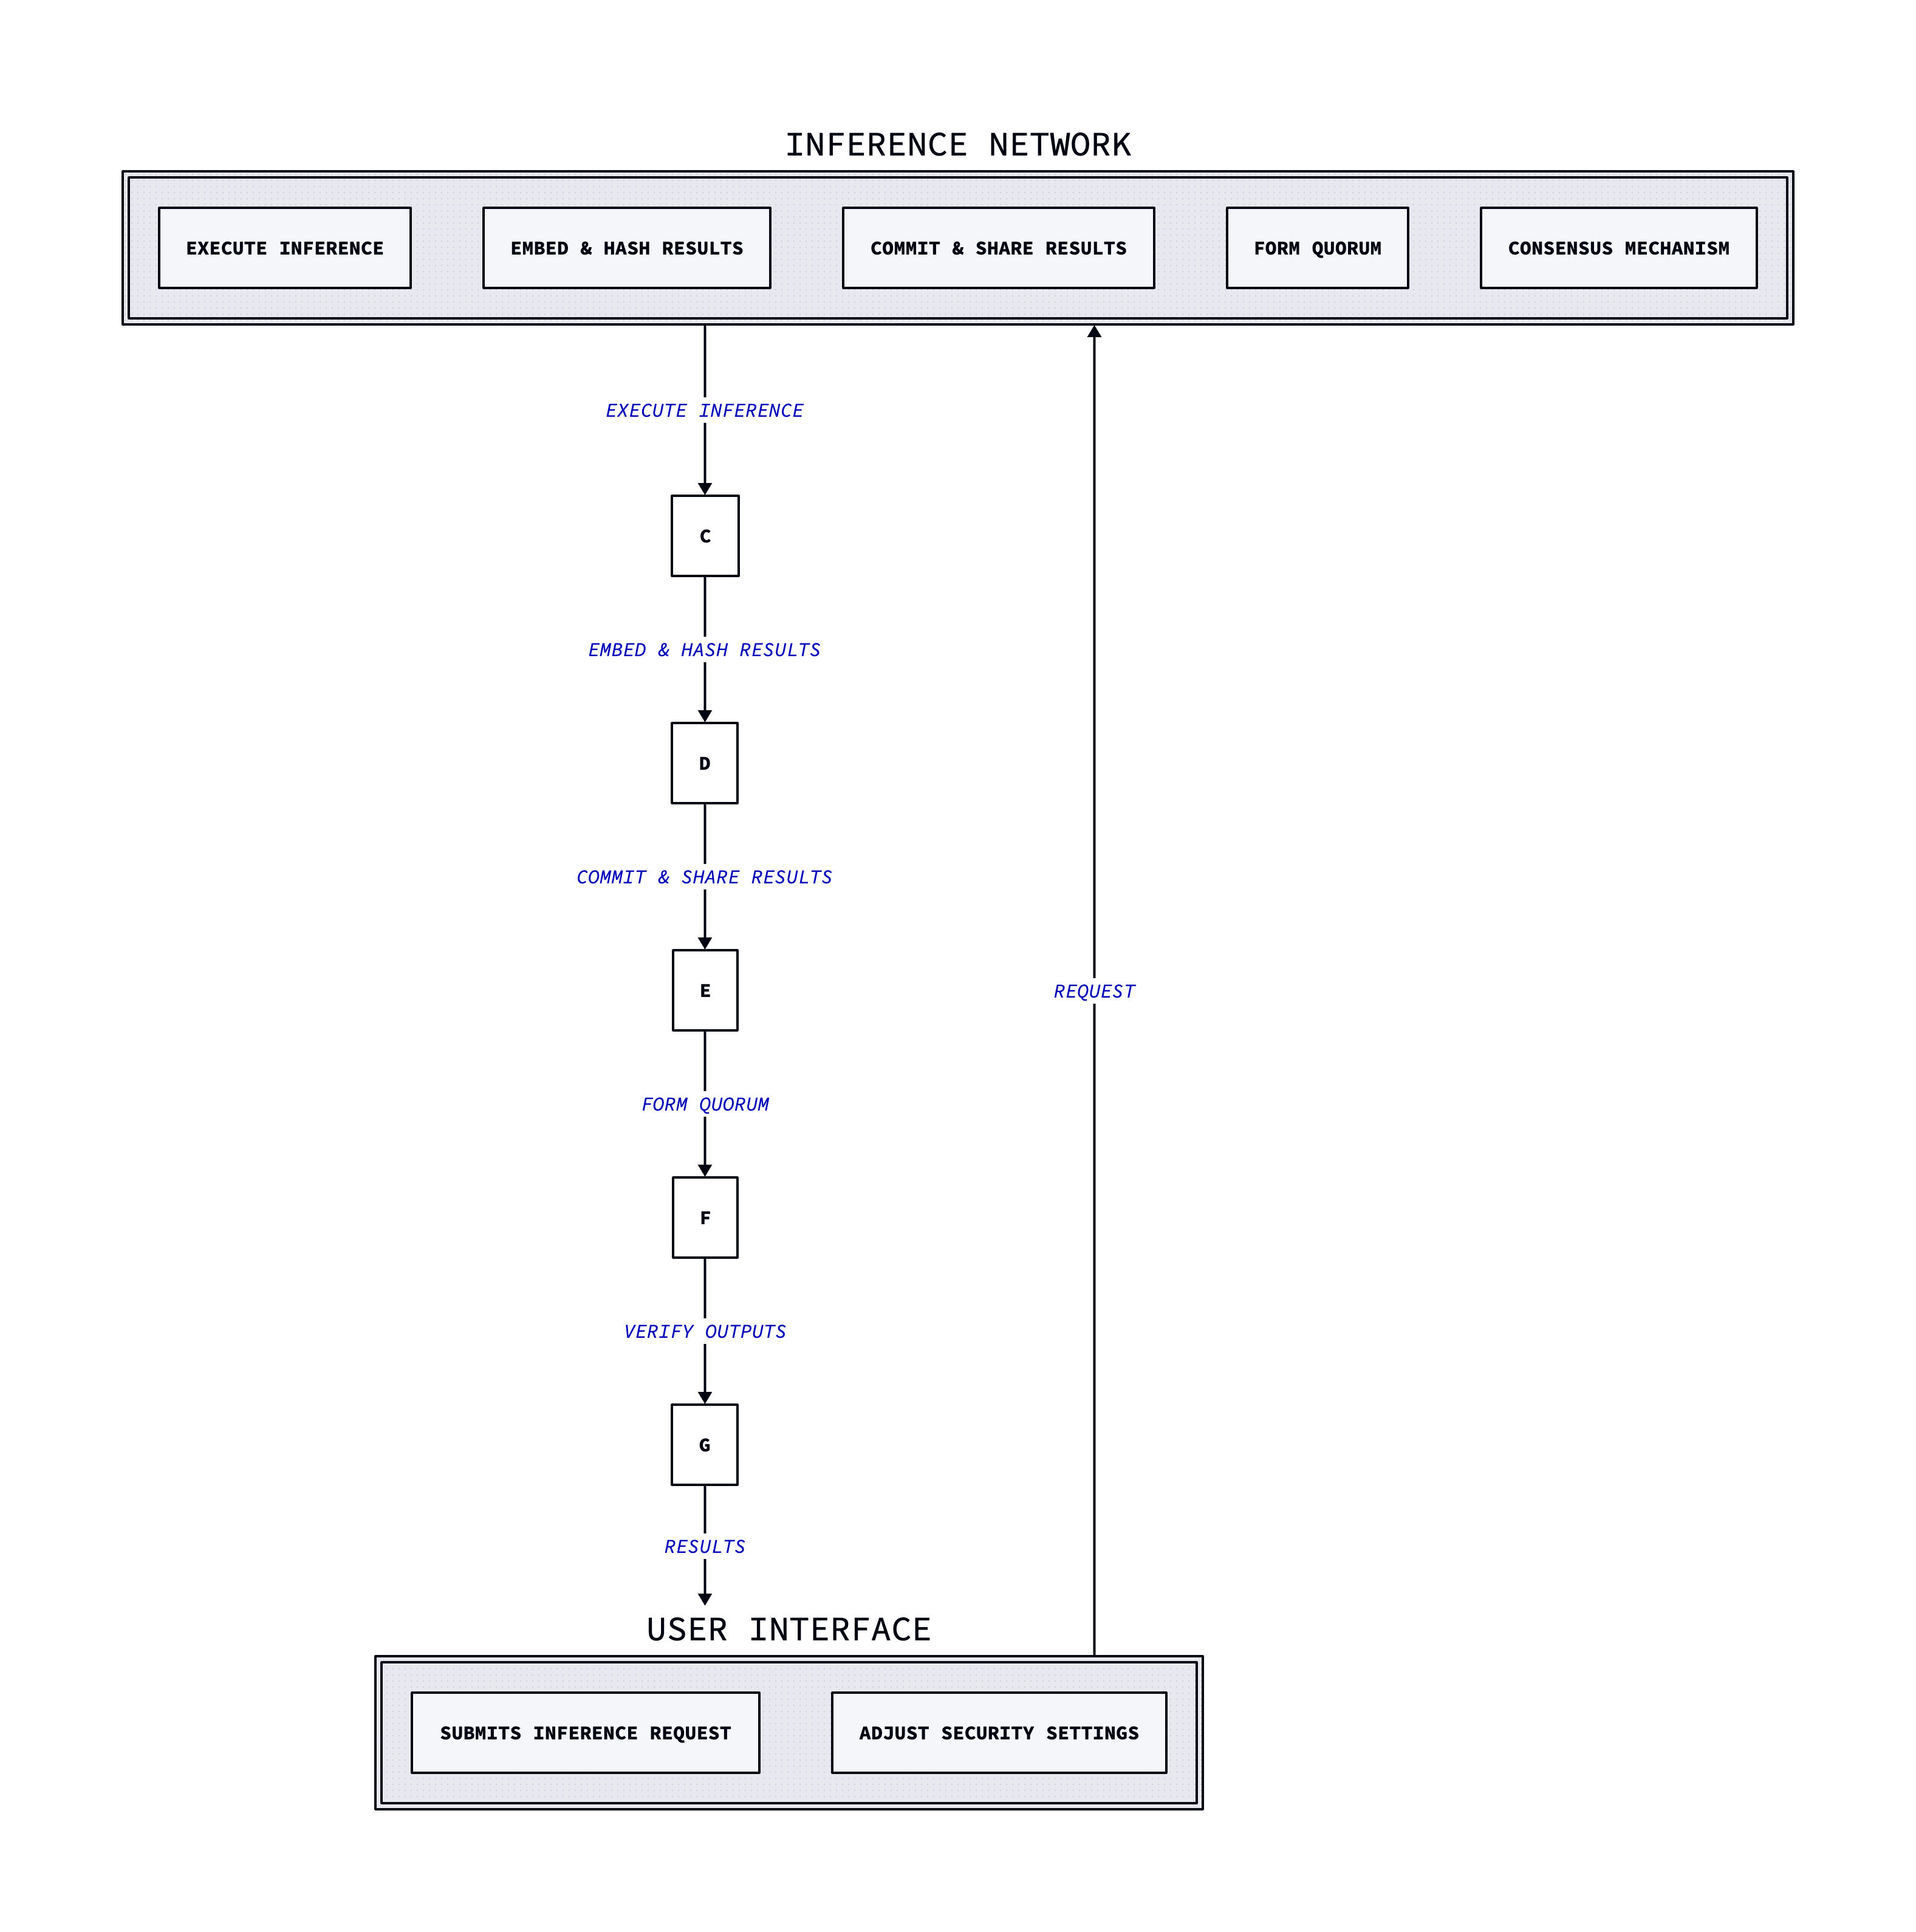 INFERENCE NETWORK
EXECUTE INFERENCE
EMBED & HASH RESULTS
COMMIT & SHARE RESULTS
FORM QUORUM
CONSENSUS MECHANISM
EXECUTE INFERENCE
C
EMBED & HASH RESULTS
D
COMMIT & SHARE RESULTS
E
REQUEST
FORM QUORUM
F
VERIFY OUTPUTS
G
RESULTS
USER INTERFACE
SUBMITS INFERENCE REQUEST
ADJUST SECURITY SETTINGS